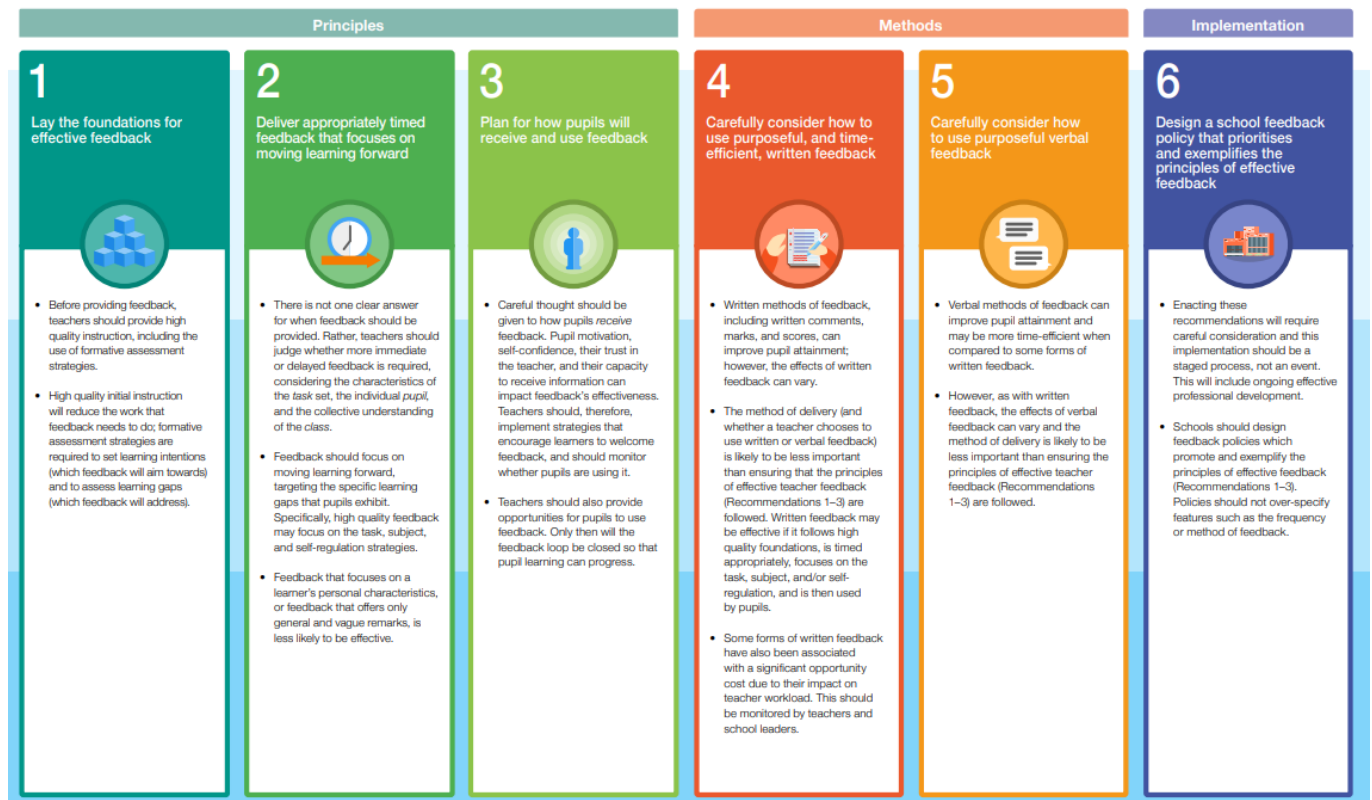 Principles
Methods
Implementation
1
Lay the foundations for
effective feedback
• Before providing feedback,
teachers should provide high
quality instruction, including the
use of formative assessment
strategies.
• High quality initial instruction
will reduce the work that
feedback needs to do; formative
assessment strategies are
required to set learning intentions
(which feedback will aim towards)
and to assess learning gaps
(which feedback will address).
2
Deliver appropriately timed
feedback that focuses on
moving learning forward
• There is not one clear answer
for when feedback should be
provided. Rather, teachers should
judge whether more immediate
or delayed feedback is required,
considering the characteristics of
the task set, the individual pupil,
and the collective understanding
of the class.
• Feedback should focus on
moving learning forward,
targeting the specific learning
gaps that pupils exhibit.
Specifically, high quality feedback
may focus on the task, subject,
and self-regulation strategies.
• Feedback that focuses on a
learner's personal characteristics,
or feedback that offers only
general and vague remarks, is
less likely to be effective.
3
Plan for how pupils will
receive and use feedback
• Careful thought should be
given to how pupils receive
feedback. Pupil motivation,
self-confidence, their trust in
the teacher, and their capacity
to receive information can
impact feedback's effectiveness.
Teachers should, therefore,
implement strategies that
encourage learners to welcome
feedback, and should monitor
whether pupils are using it.
• Teachers should also provide
opportunities for pupils to use
feedback. Only then will the
feedback loop be closed so that
pupil learning can progress.
4
Carefully consider how to
use purposeful, and time-
efficient, written feedback
• Written methods of feedback,
including written comments,
marks, and scores, can
improve pupil attainment;
however, the effects of written
feedback can vary.
• The method of delivery (and
whether a teacher chooses to
use written or verbal feedback)
is likely to be less important
than ensuring that the principles
of effective teacher feedback
(Recommendations 1–3) are
followed. Written feedback may
be effective if it follows high
quality foundations, is timed
appropriately, focuses on the
task, subject, and/or self-
regulation, and is then used
by pupils.
• Some forms of written feedback
have also been associated
with a significant opportunity
cost due to their impact on
teacher workload. This should
be monitored by teachers and
school leaders.
5
Carefully consider how
to use purposeful verbal
feedback
• Verbal methods of feedback can
improve pupil attainment and
may be more time-efficient when
compared to some forms of
written feedback.
• However, as with written
feedback, the effects of verbal
feedback can vary and the
method of delivery is likely to be
less important than ensuring the
principles of effective teacher
feedback (Recommendations
1–3) are followed.
6
Design a school feedback
policy that prioritises
and exemplifies the
principles of effective
feedback
• Enacting these
recommendations will require
careful consideration and this
implementation should be a
staged process, not an event.
This will include ongoing effective
professional development.
• Schools should design
feedback policies which
promote and exemplify the
principles of effective feedback
(Recommendations 1–3).
Policies should not over-specify
features such as the frequency
or method of feedback.